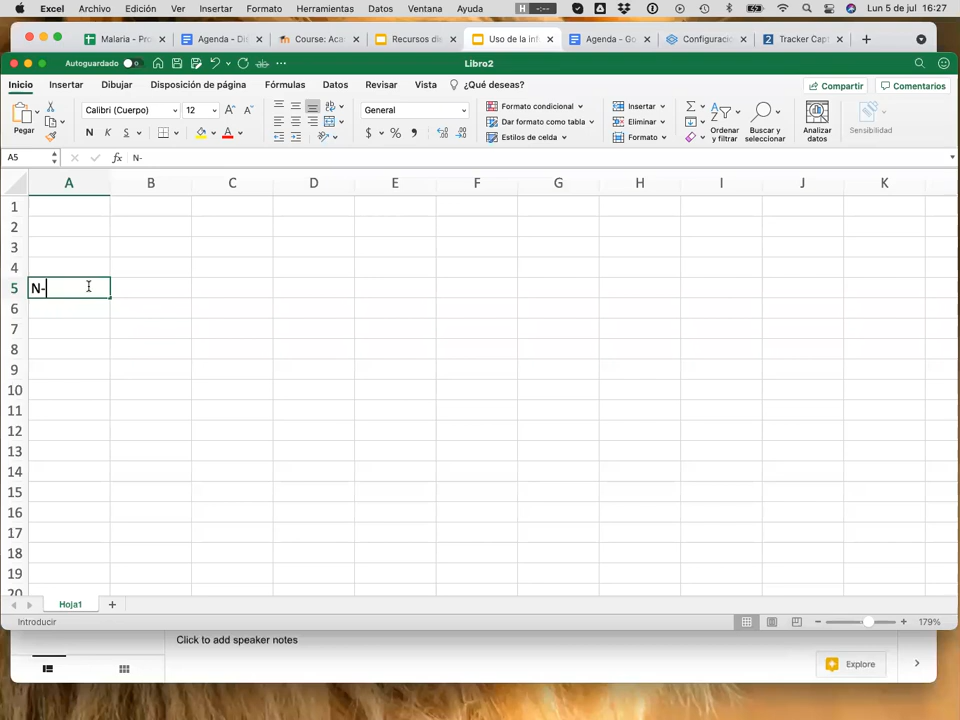 Excel Archivo Edición Ver Insertar Formato Herramientas Datos Ventana Ayuda Lun 5 de jul 16:27
Malaria - Pro Agenda - Di Course: Aca Recursos di Uso de la in Agenda - Go Configuracio Tracker Capt
Autoguardado Libro2
Inicio Insertar Dibujar Disposición de página Fórmulas Datos Revisar Vista ¿Qué deseas? Compartir Comentarios
Pegar Calibri (Cuerpo) 12 A A General Formato condicional Dar formato como tabla Estilos de celda Insertar Eliminar Formato Ordenar y filtrar Buscar y seleccionar Analizar datos Sensibilidad
N K S A $ %
A5 fx N-
A B C D E F G H I J K
1
2
3
4
5 N-
6
7
8
9
10
11
12
13
14
15
16
17
18
19
20
Hoja1
Introducir 179%
Click to add speaker notes
Explore